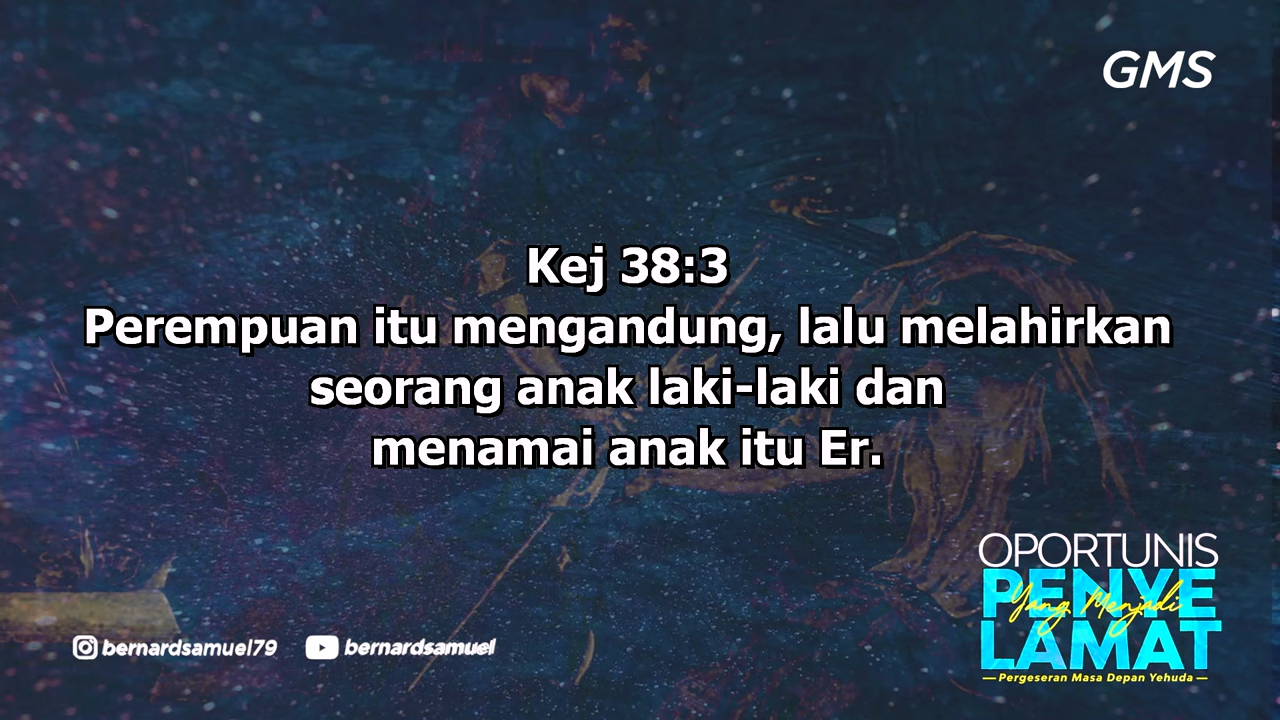 GMS
Kej 38:3
Perempuan itu mengandung, lalu melahirkan
seorang anak laki-laki dan
menamai anak itu Er.
OPORTUNIS
Yang Menjadi
PENYE
LAMAT
— Pergeseran Masa Depan Yehuda —
bernardsamuel79 bernardsamuel